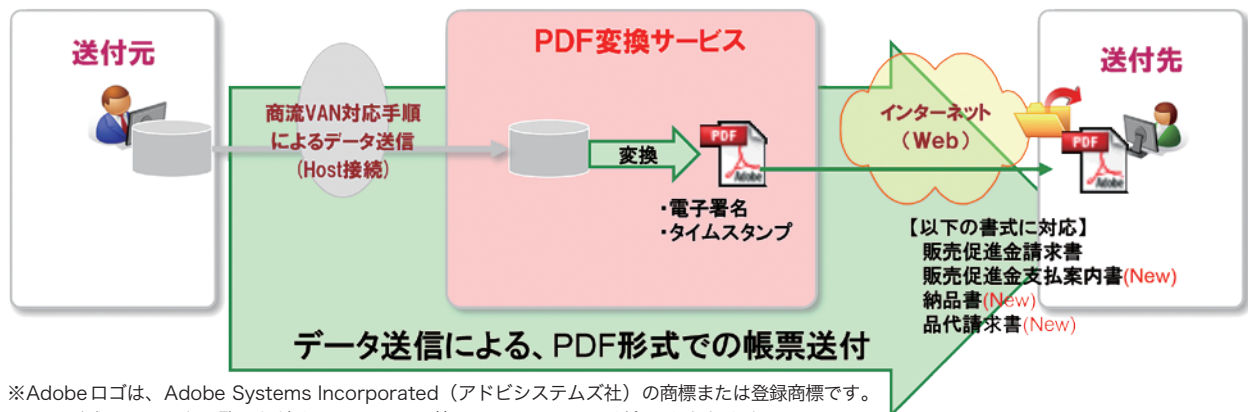 送付元
商流VAN対応手順
によるデータ送信
(Host接続)
PDF変換サービス
変換
PDF
Adobe
・電子署名
・タイムスタンプ
インターネット
(Web)
送付先
PDF
Adobe
【以下の書式に対応】
販売促進金請求書
販売促進金支払案内書(New)
納品書(New)
品代請求書(New)
データ送信による、PDF形式での帳票送付
※Adobeロゴは、Adobe Systems Incorporated（アドビシステムズ社）の商標または登録商標です。